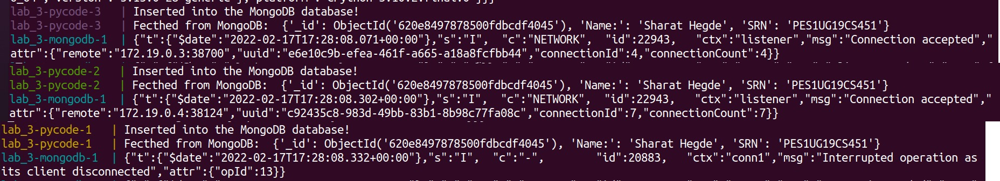 lab_3-pycode-3   | Inserted into the MongoDB database!
lab_3-pycode-3   | Fecthed from MongoDB:  {'_id': ObjectId('620e8497878500fdbcdf4045'), 'Name:': 'Sharat Hegde', 'SRN': 'PES1UG19CS451'}
lab_3-mongodb-1  | {"t":{"$date":"2022-02-17T17:28:08.071+00:00"},"s":"I",  "c":"NETWORK",  "id":22943,   "ctx":"listener","msg":"Connection accepted","
attr":{"remote":"172.19.0.3:38700","uuid":"e6e10c9b-efea-461f-a665-a18a8fcfbb44","connectionId":4,"connectionCount":4}}
lab_3-pycode-2   | Inserted into the MongoDB database!
lab_3-pycode-2   | Fecthed from MongoDB:  {'_id': ObjectId('620e8497878500fdbcdf4045'), 'Name:': 'Sharat Hegde', 'SRN': 'PES1UG19CS451'}
lab_3-mongodb-1  | {"t":{"$date":"2022-02-17T17:28:08.302+00:00"},"s":"I",  "c":"NETWORK",  "id":22943,   "ctx":"listener","msg":"Connection accepted","
attr":{"remote":"172.19.0.4:38124","uuid":"c92435c8-983d-49bb-83b1-8b98c77fa08c","connectionId":7,"connectionCount":7}}
lab_3-pycode-1   | Inserted into the MongoDB database!
lab_3-pycode-1   | Fecthed from MongoDB:  {'_id': ObjectId('620e8497878500fdbcdf4045'), 'Name:': 'Sharat Hegde', 'SRN': 'PES1UG19CS451'}
lab_3-mongodb-1  | {"t":{"$date":"2022-02-17T17:28:08.332+00:00"},"s":"I",  "c":"-",        "id":20883,   "ctx":"conn1","msg":"Interrupted operation as
its client disconnected","attr":{"opId":13}}